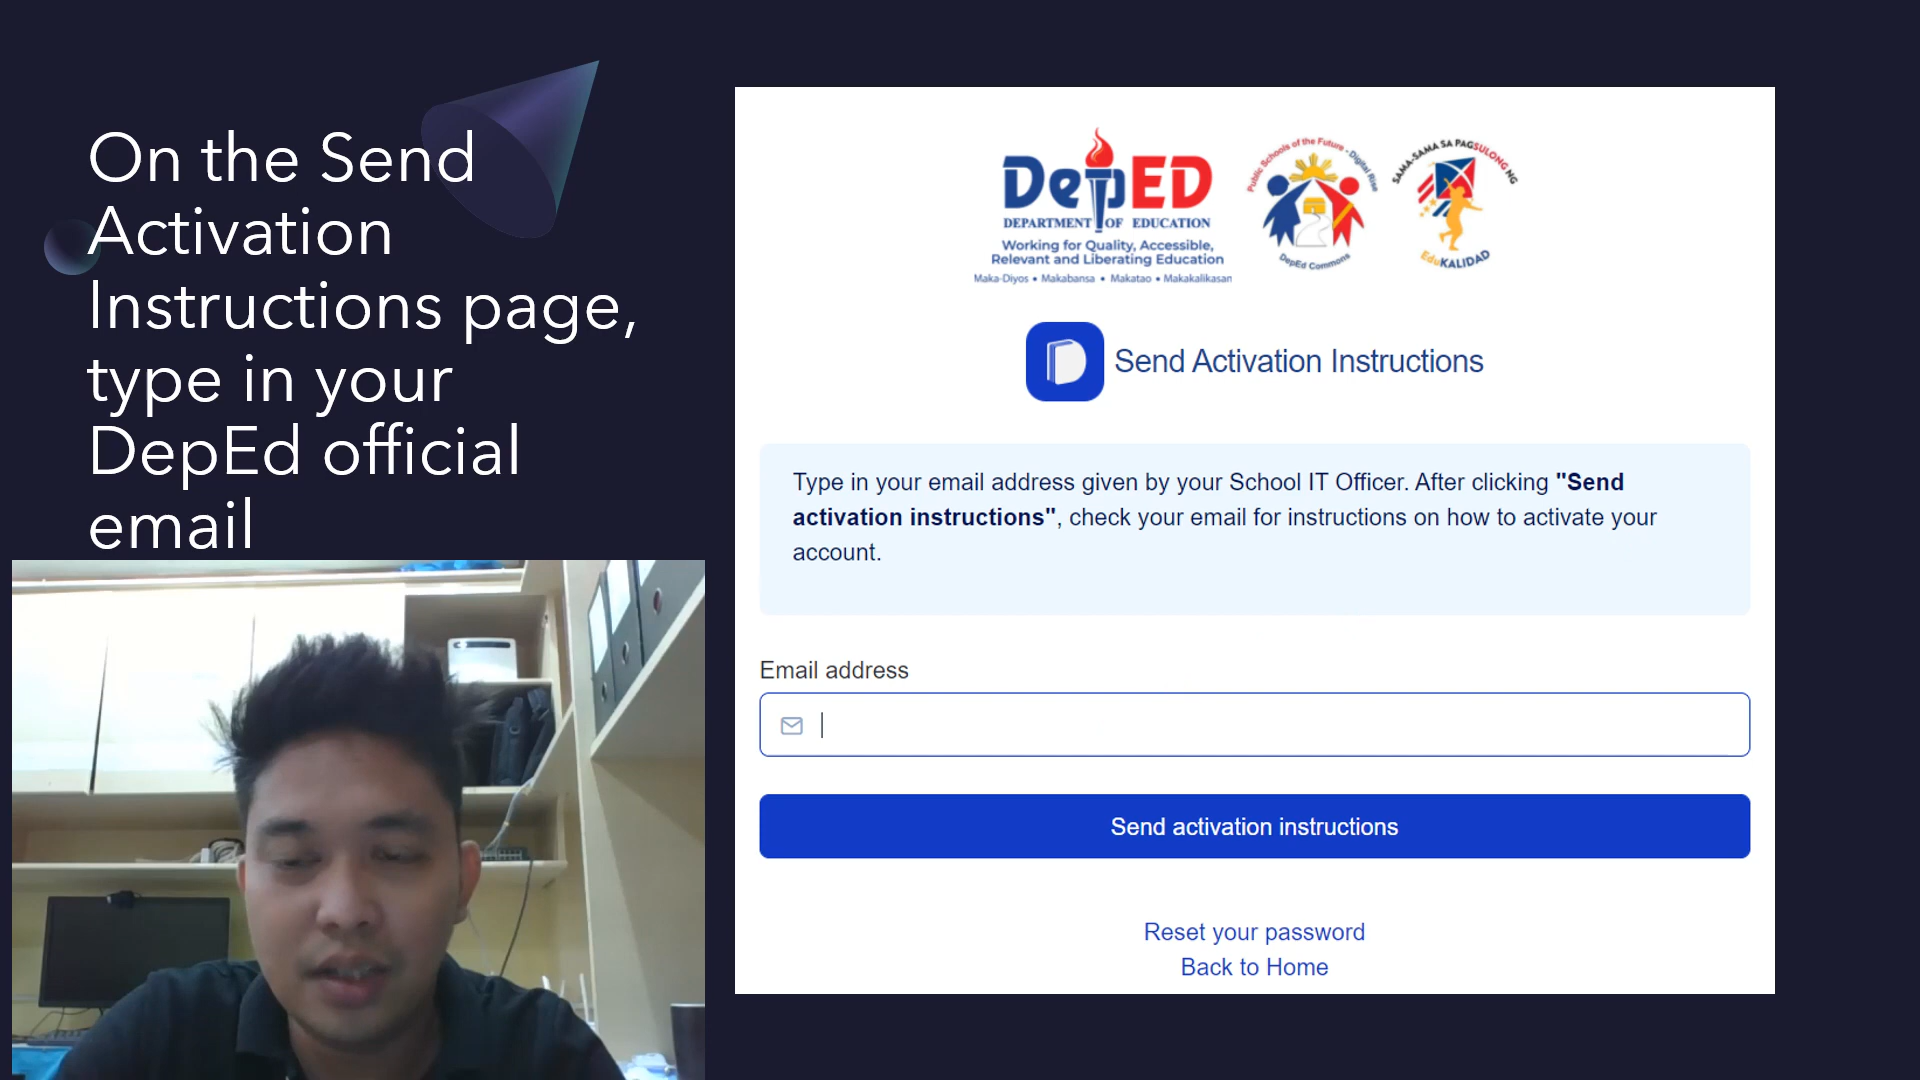 On the Send
Activation
Instructions page,
type in your
DepEd official
email
DepED
DEPARTMENT OF EDUCATION
Working for Quality, Accessible,
Relevant and Liberating Education
Maka-Diyos • Makabansa • Makatao • Makakalikasan
Public Schools of the Future - Digital Rise
DepEd Commons
SAMA-SAMA SA PAGSULONG NG
EduKALIDAD
Send Activation Instructions
Type in your email address given by your School IT Officer. After clicking "Send
activation instructions", check your email for instructions on how to activate your
account.
Email address
Send activation instructions
Reset your password
Back to Home